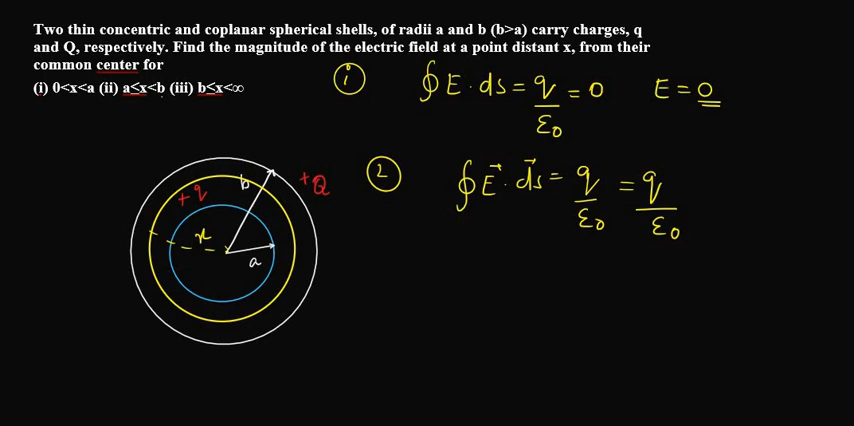 Two thin concentric and coplanar spherical shells, of radii a and b (b>a) carry charges, q
and Q, respectively. Find the magnitude of the electric field at a point distant x, from their
common center for
(i) 0<x<a (ii) a≤x<b (iii) b≤x<∞
i ∮E · ds = q/ε₀ = 0 E = 0
2 ∮E⃗ · d⃗s = q/ε₀ = q/ε₀
+q b +Q
x
a